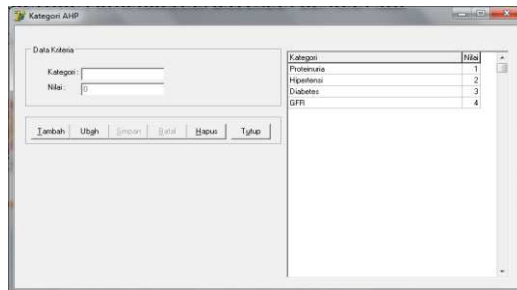 Kategori AHP
Data Kriteria
Kategori :
Nilai : 0
Tambah Ubah Simpan Batal Hapus Tutup
Kategori Nilai
Proteinuria 1
Hipertensi 2
Diabetes 3
GFR 4